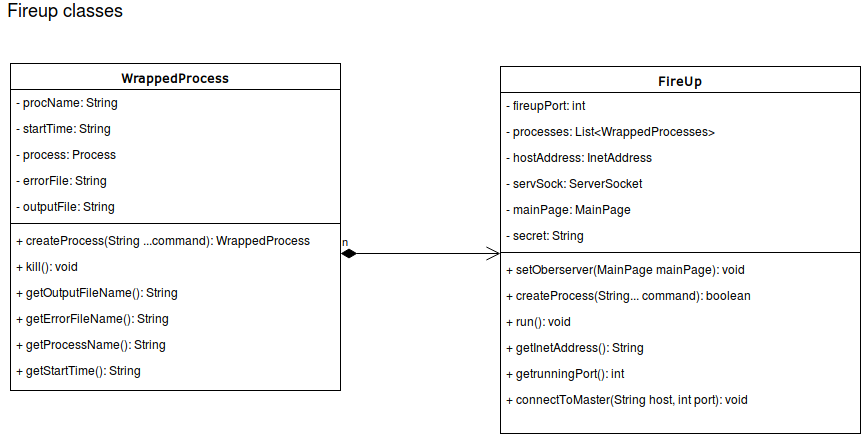 Fireup classes
WrappedProcess
- procName: String
- startTime: String
- process: Process
- errorFile: String
- outputFile: String
+ createProcess(String ...command): WrappedProcess
+ kill(): void
+ getOutputFileName(): String
+ getErrorFileName(): String
+ getProcessName(): String
+ getStartTime(): String
n
FireUp
- fireupPort: int
- processes: List<WrappedProcesses>
- hostAddress: InetAddress
- servSock: ServerSocket
- mainPage: MainPage
- secret: String
+ setOberserver(MainPage mainPage): void
+ createProcess(String... command): boolean
+ run(): void
+ getInetAddress(): String
+ getrunningPort(): int
+ connectToMaster(String host, int port): void